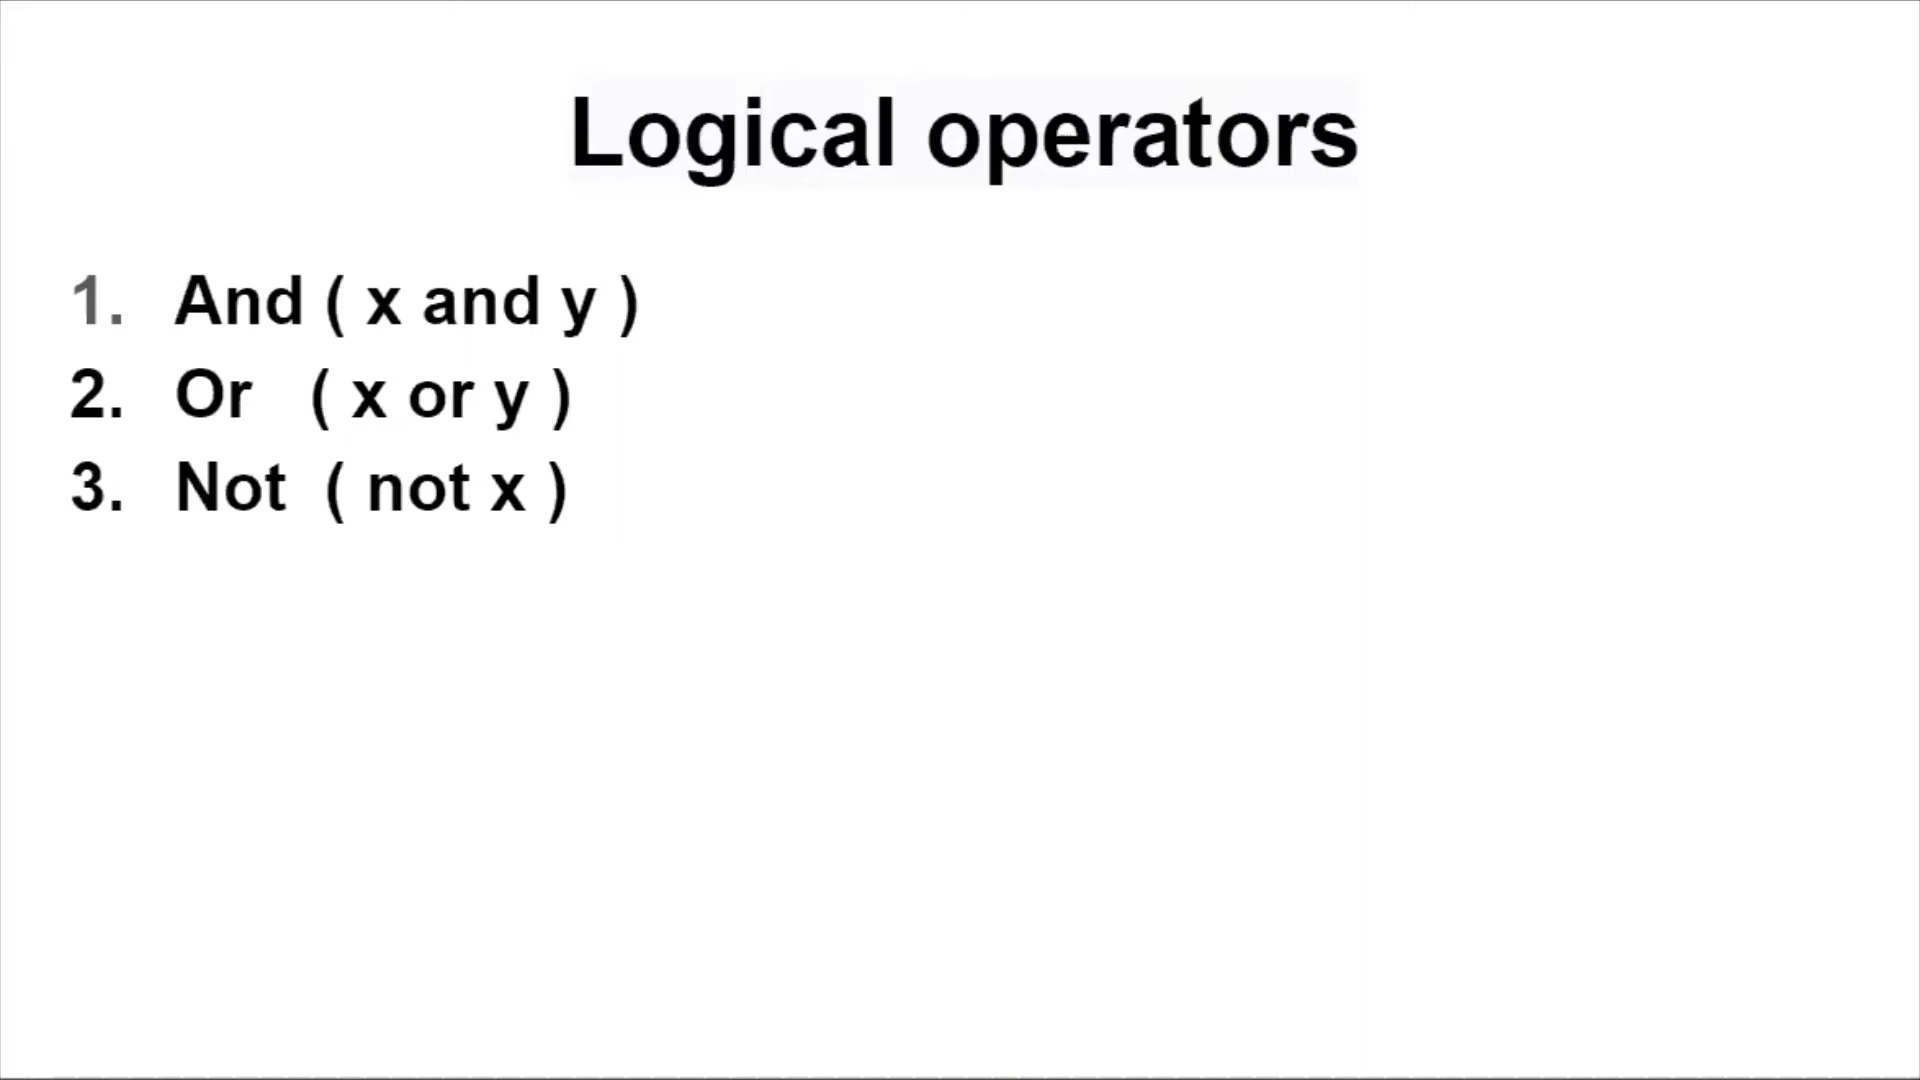 Logical operators
1. And ( x and y )
2. Or ( x or y )
3. Not ( not x )